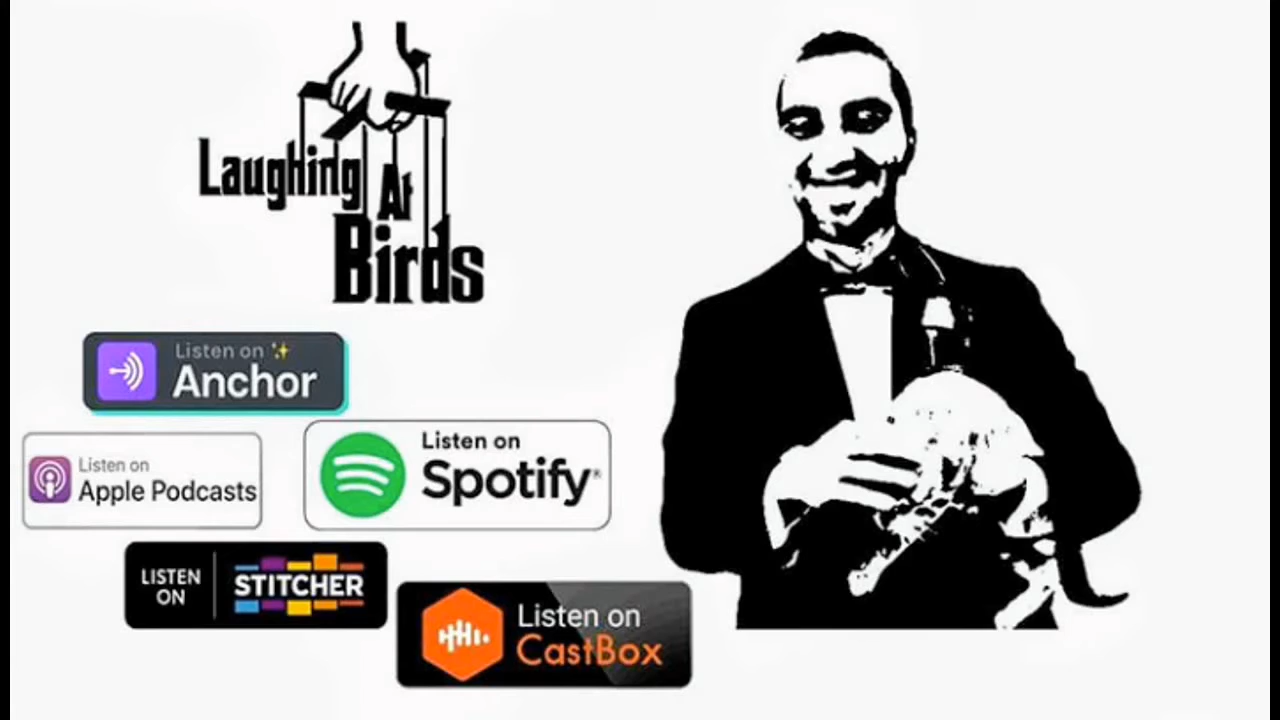 Laughing
At
Birds
Listen on ✨
Anchor
Listen on
Apple Podcasts
Listen on
Spotify®
LISTEN
ON
STITCHER
Listen on
CastBox